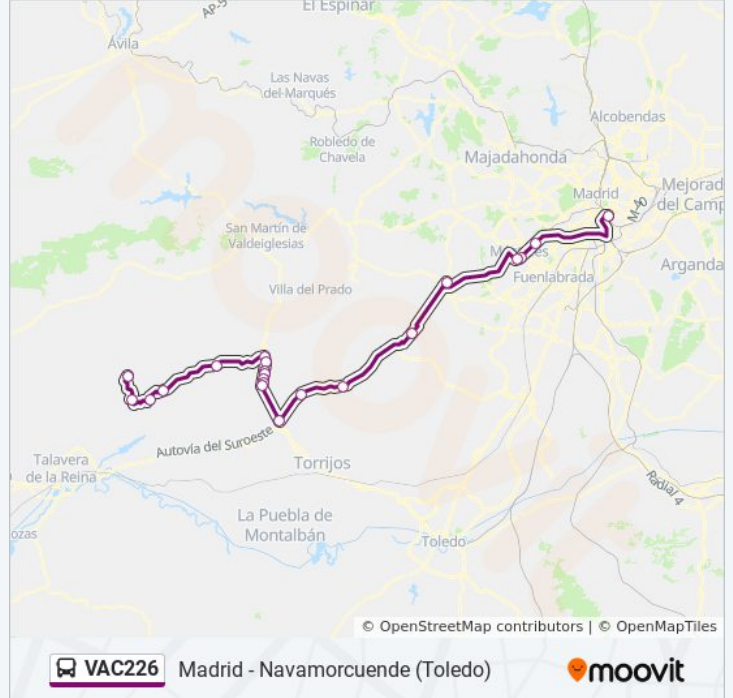 El Espinar
AP-
Ávila
Las Navas
del Marqués
Alcobendas
Robledo de
Chavela
Majadahonda
Madrid
Mejorad
del Camp
M-40
San Martín de
Valdeiglesias
Arganda
Fuenlabrada
Villa del Prado
Autovía del Suroeste
Talavera
de la Reina
Torrijos
Radial 4
La Puebla de
Montalbán
ozas
Toledo
moovit
© OpenStreetMap contributors | © OpenMapTiles
VAC226 Madrid - Navamorcuende (Toledo) moovit